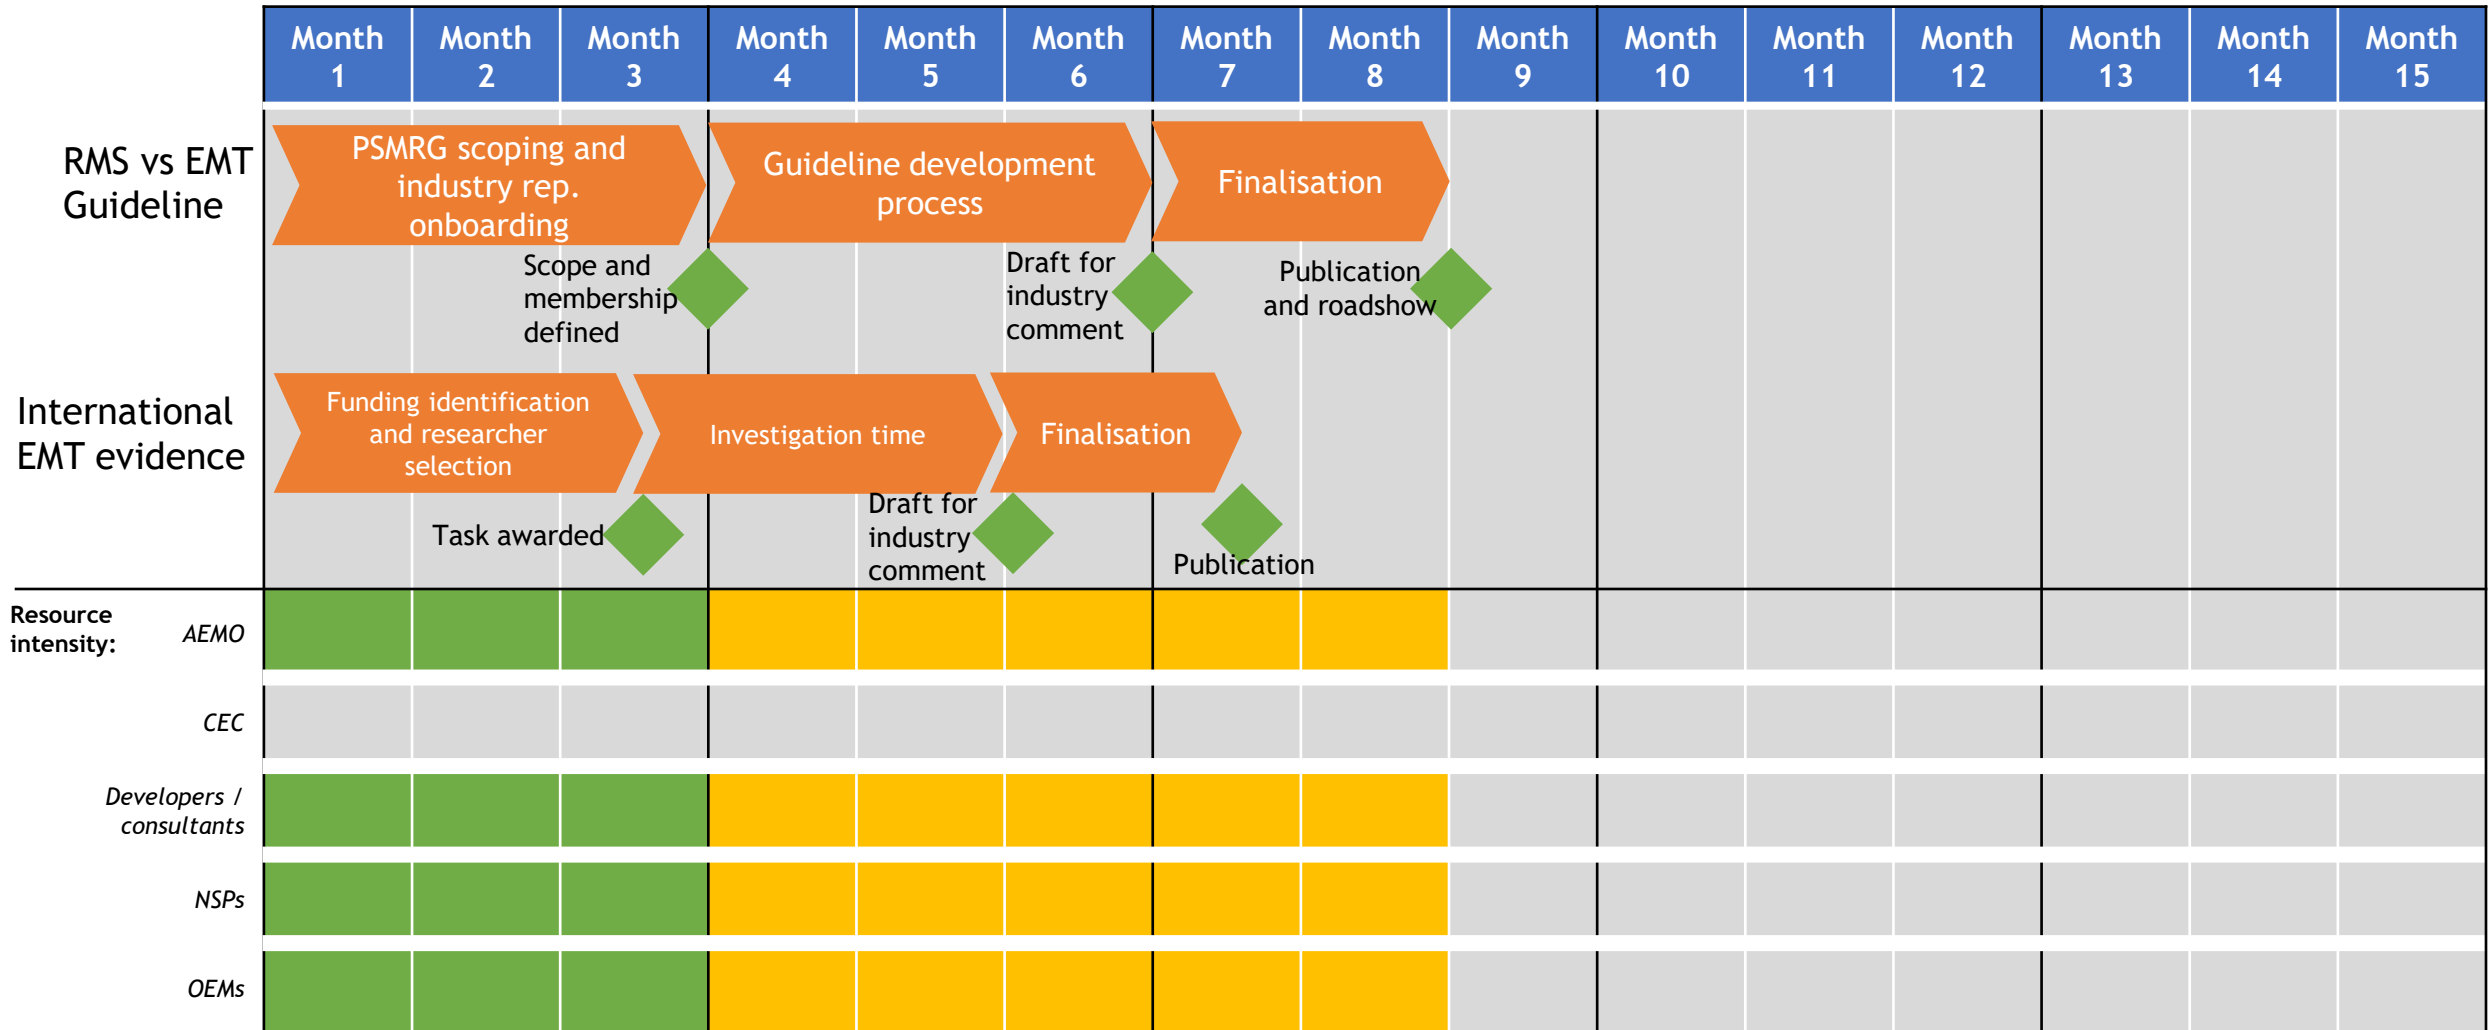 Month Month Month Month Month Month Month Month Month Month Month Month Month Month Month
1 2 3 4 5 6 7 8 9 10 11 12 13 14 15
RMS vs EMT
Guideline
PSMRG scoping and
industry rep.
onboarding
Guideline development
process
Finalisation
Scope and
membership
defined
Draft for
industry
comment
Publication
and roadshow
International
EMT evidence
Funding identification
and researcher
selection
Investigation time
Finalisation
Task awarded
Draft for
industry
comment
Publication
Resource
intensity:
AEMO
CEC
Developers /
consultants
NSPs
OEMs